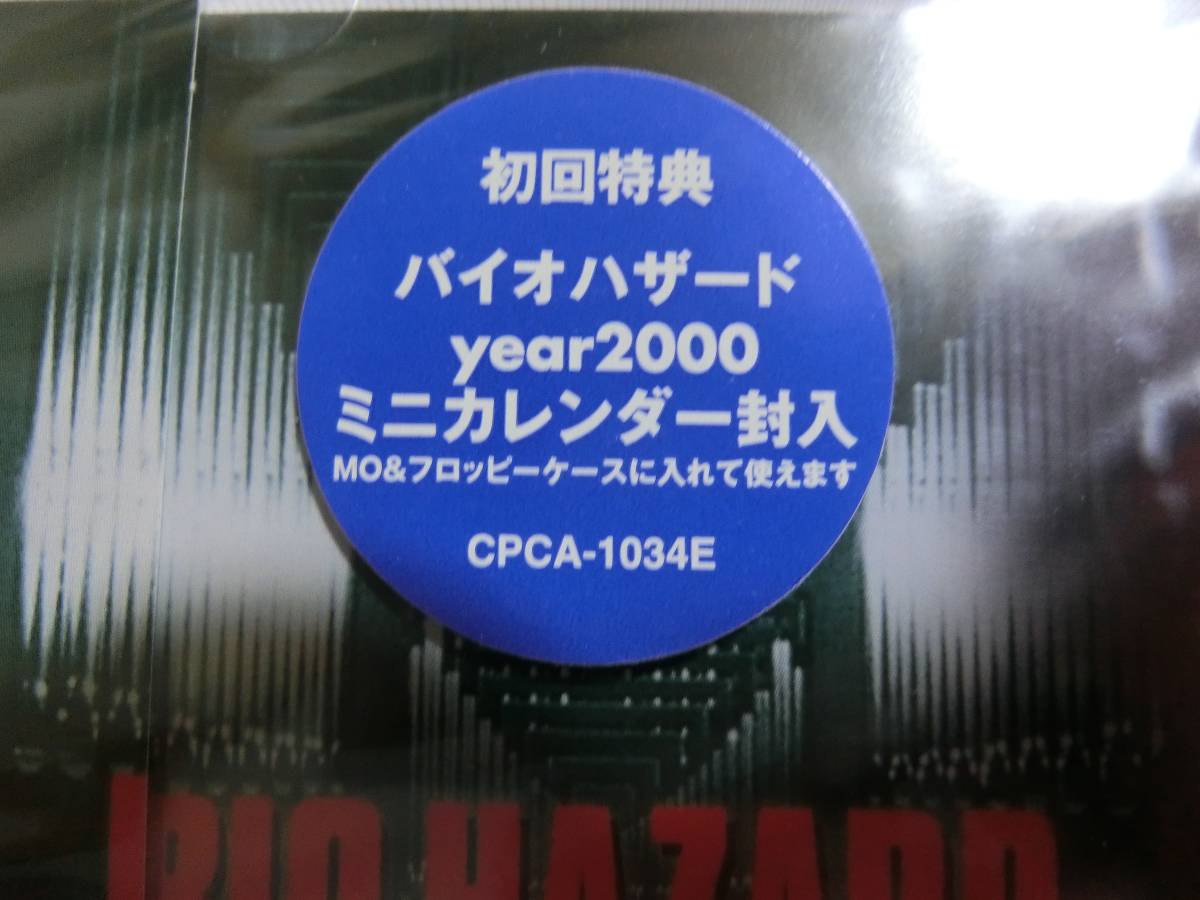 初回特典
バイオハザード
year2000
ミニカレンダー封入
MO&フロッピーケースに入れて使えます
CPCA-1034E
BIO HAZARD